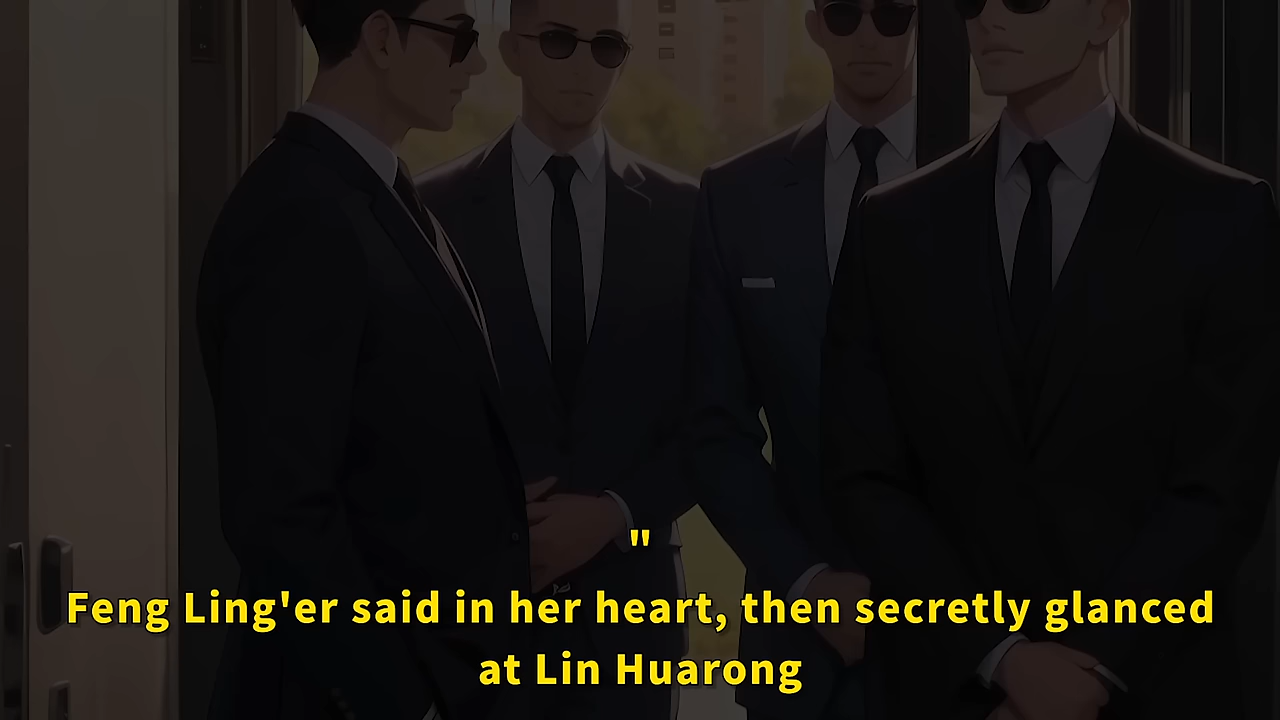 "
Feng Ling'er said in her heart, then secretly glanced
at Lin Huarong